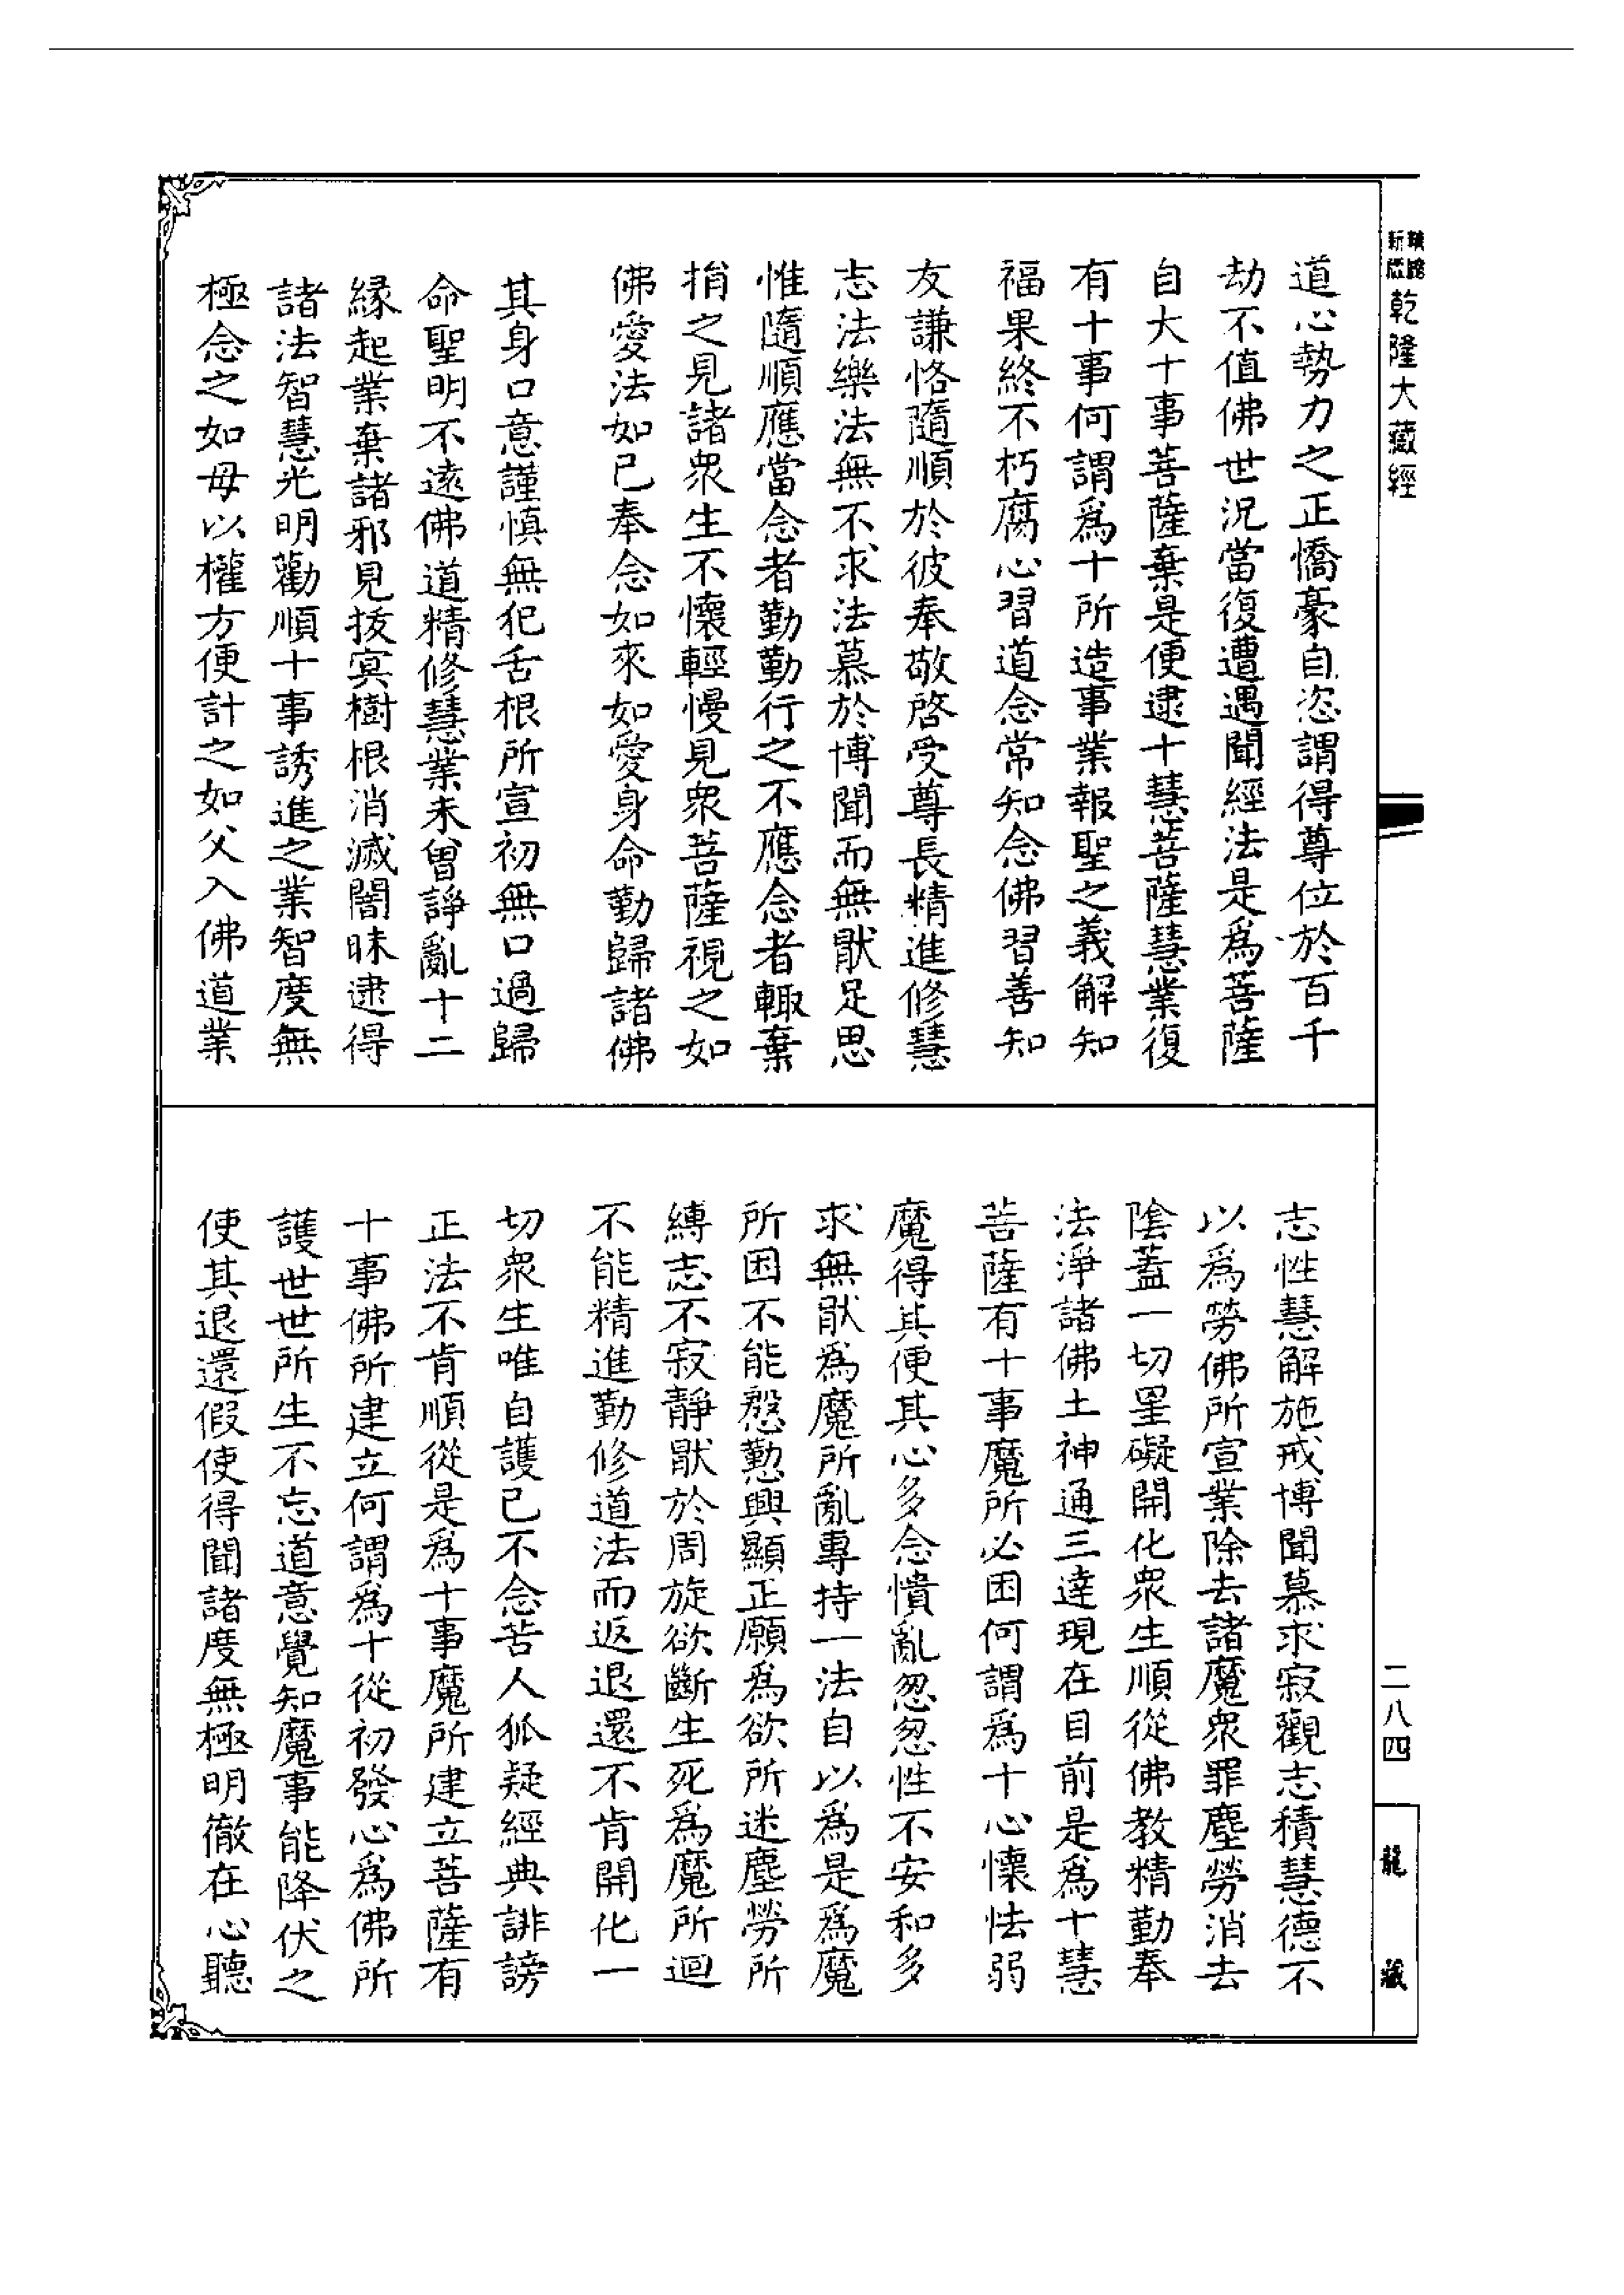 道心勢力之正憍豪自恣謂得尊位於百千
劫不值佛世況當復遭遇聞經法是爲菩薩
自大十事菩薩棄是便逮十慧菩薩慧業復
有十事何謂爲十所造事業報聖之義解知
福果終不朽腐心習道念常知念佛習善知
友謙恪隨順於彼奉敬啓受尊長精進修慧
志法樂法無不求法慕於博聞而無猒足思
惟隨順應當念者勤勤行之不應念者輙棄
捐之見諸衆生不懷輕慢見衆菩薩視之如
佛愛法如己奉念如來如愛身命勤歸諸佛
其身口意謹慎無犯舌根所宣初無口過歸
命聖明不遠佛道精修慧業未曾諍亂十二
縁起業棄諸邪見拔冥樹根消滅闇昧逮得
諸法智慧光明勸順十事誘進之業智度無
極念之如母以權方便計之如父入佛道業
志性慧解施戒博聞慕求寂觀志積慧德不
以爲勞佛所宣業除去諸魔衆罪塵勞消去
陰蓋一切罣礙開化衆生順從佛教精勤奉
法淨諸佛土神通三達現在目前是爲十慧
菩薩有十事魔所必困何謂爲十心懷怯弱
魔得其便其心多念憒亂怱怱性不安和多
求無猒爲魔所亂專持一法自以爲是爲魔
所困不能慇懃興顯正願爲欲所迷塵勞所
縛志不寂靜猒於周旋欲斷生死爲魔所迴
不能精進勤修道法而返退還不肯開化一
切衆生唯自護己不念苦人狐疑經典誹謗
正法不肯順從是爲十事魔所建立菩薩有
十事佛所建立何謂爲十從初發心爲佛所
護世世所生不忘道意覺知魔事能降伏之
使其退還假使得聞諸度無極明徹在心聽
新版
乾隆大藏經
二八四
龍藏